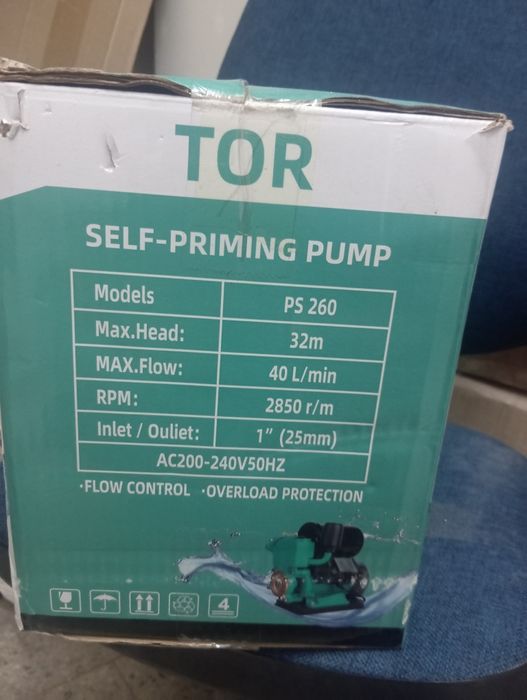 TOR
SELF-PRIMING PUMP
Models PS 260
Max.Head: 32m
MAX.Flow: 40 L/min
RPM: 2850 r/m
Inlet / Ouliet: 1" (25mm)
AC200-240V50HZ
·FLOW CONTROL ·OVERLOAD PROTECTION
4